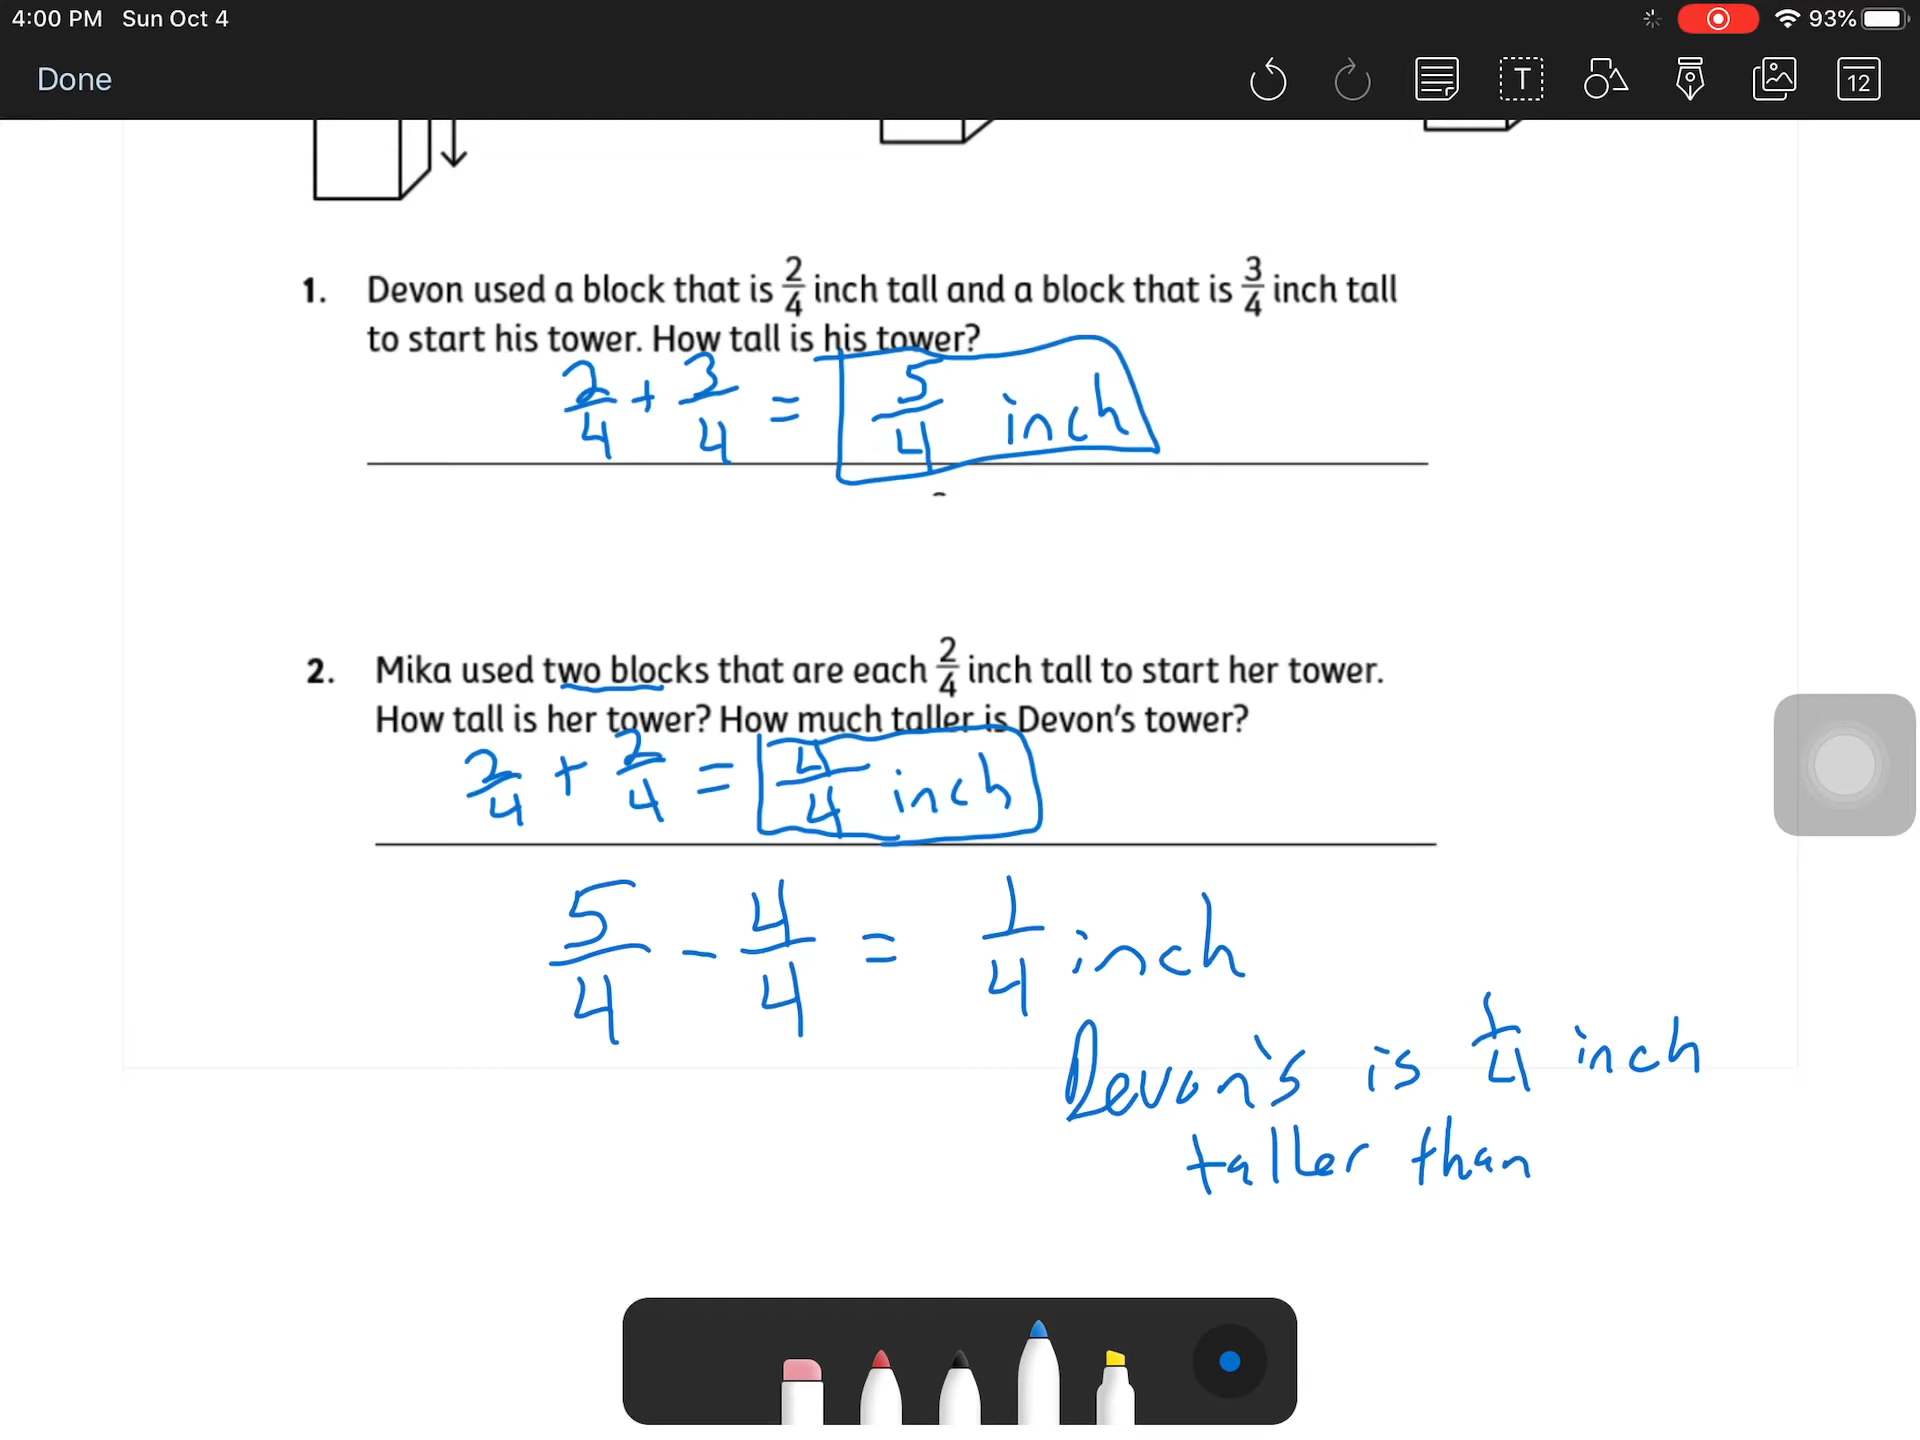 4:00 PM Sun Oct 4
93%
Done
T
12
1. Devon used a block that is 2/4 inch tall and a block that is 3/4 inch tall
to start his tower. How tall is his tower?
2/4 + 3/4 = 5/4 inch
2. Mika used two blocks that are each 2/4 inch tall to start her tower.
How tall is her tower? How much taller is Devon's tower?
2/4 + 2/4 = 4/4 inch
5/4 - 4/4 = 1/4 inch
Devon's is 1/4 inch
taller than